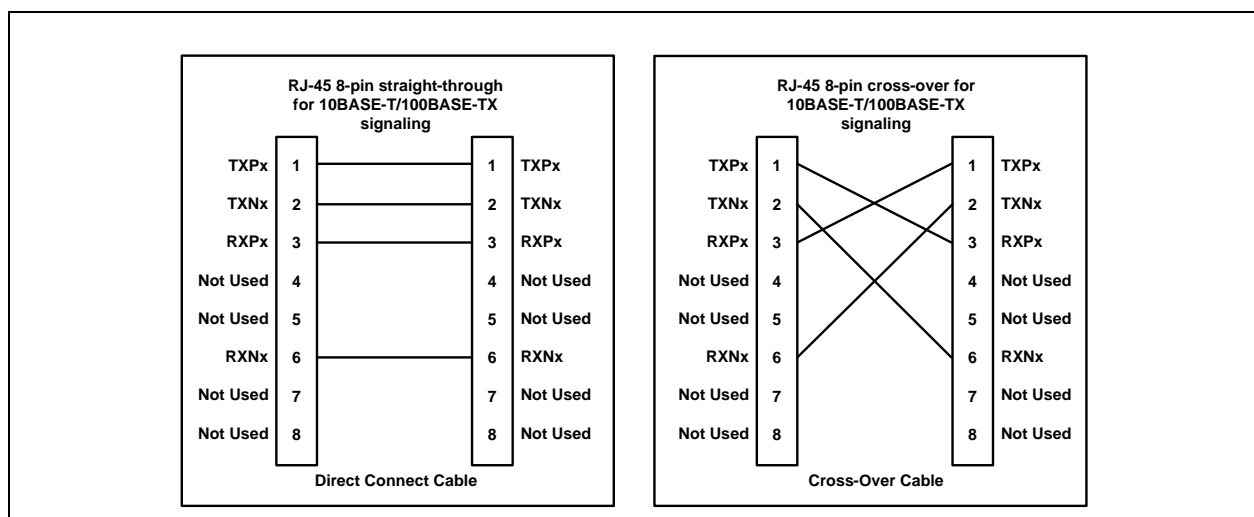 RJ-45 8-pin straight-through
for 10BASE-T/100BASE-TX
signaling
TXPx 1 1 TXPx
TXNx 2 2 TXNx
RXPx 3 3 RXPx
Not Used 4 4 Not Used
Not Used 5 5 Not Used
RXNx 6 6 RXNx
Not Used 7 7 Not Used
Not Used 8 8 Not Used
Direct Connect Cable
RJ-45 8-pin cross-over for
10BASE-T/100BASE-TX
signaling
TXPx 1 1 TXPx
TXNx 2 2 TXNx
RXPx 3 3 RXPx
Not Used 4 4 Not Used
Not Used 5 5 Not Used
RXNx 6 6 RXNx
Not Used 7 7 Not Used
Not Used 8 8 Not Used
Cross-Over Cable